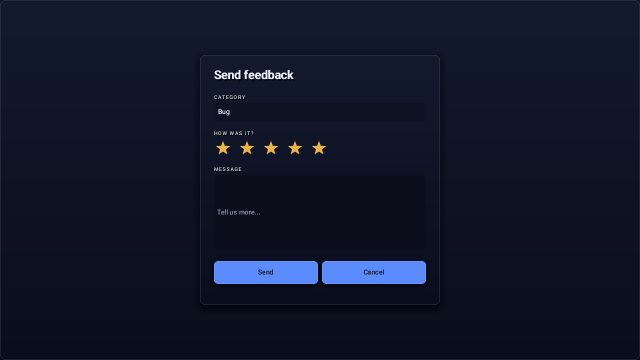 Send feedback
CATEGORY
Bug
HOW WAS IT?
MESSAGE
Tell us more...
Send
Cancel